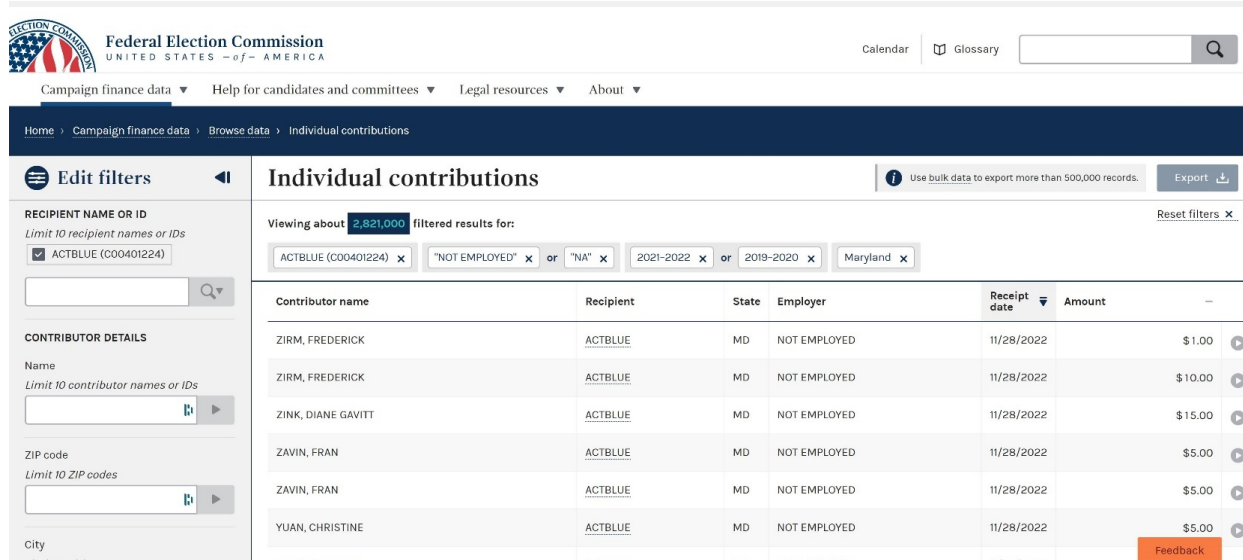 ELECTION COMMISSION
Federal Election Commission
UNITED STATES - of - AMERICA
Calendar Glossary
Campaign finance data ▼ Help for candidates and committees ▼ Legal resources ▼ About ▼
Home › Campaign finance data › Browse data › Individual contributions
Edit filters
RECIPIENT NAME OR ID
Limit 10 recipient names or IDs
ACTBLUE (C00401224)
CONTRIBUTOR DETAILS
Name
Limit 10 contributor names or IDs
ZIP code
Limit 10 ZIP codes
City
Individual contributions
Use bulk data to export more than 500,000 records.
Export
Viewing about 2,821,000 filtered results for:
Reset filters ✕
ACTBLUE (C00401224) x "NOT EMPLOYED" x or "NA" x 2021-2022 x or 2019-2020 x Maryland x
Contributor name Recipient State Employer Receipt date Amount
ZIRM, FREDERICK ACTBLUE MD NOT EMPLOYED 11/28/2022 $1.00
ZIRM, FREDERICK ACTBLUE MD NOT EMPLOYED 11/28/2022 $10.00
ZINK, DIANE GAVITT ACTBLUE MD NOT EMPLOYED 11/28/2022 $15.00
ZAVIN, FRAN ACTBLUE MD NOT EMPLOYED 11/28/2022 $5.00
ZAVIN, FRAN ACTBLUE MD NOT EMPLOYED 11/28/2022 $5.00
YUAN, CHRISTINE ACTBLUE MD NOT EMPLOYED 11/28/2022 $5.00
Feedback